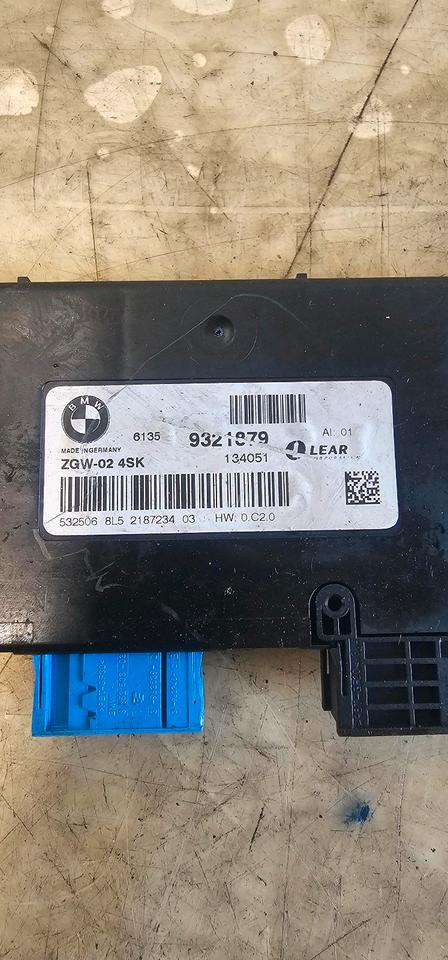 BMW
6135 9321879 AI: 01
MADE IN GERMANY
ZGW-02 4SK 134051 LEAR
CORPORATION
532506 8L5 2187234 03 HW: 0.C2.0